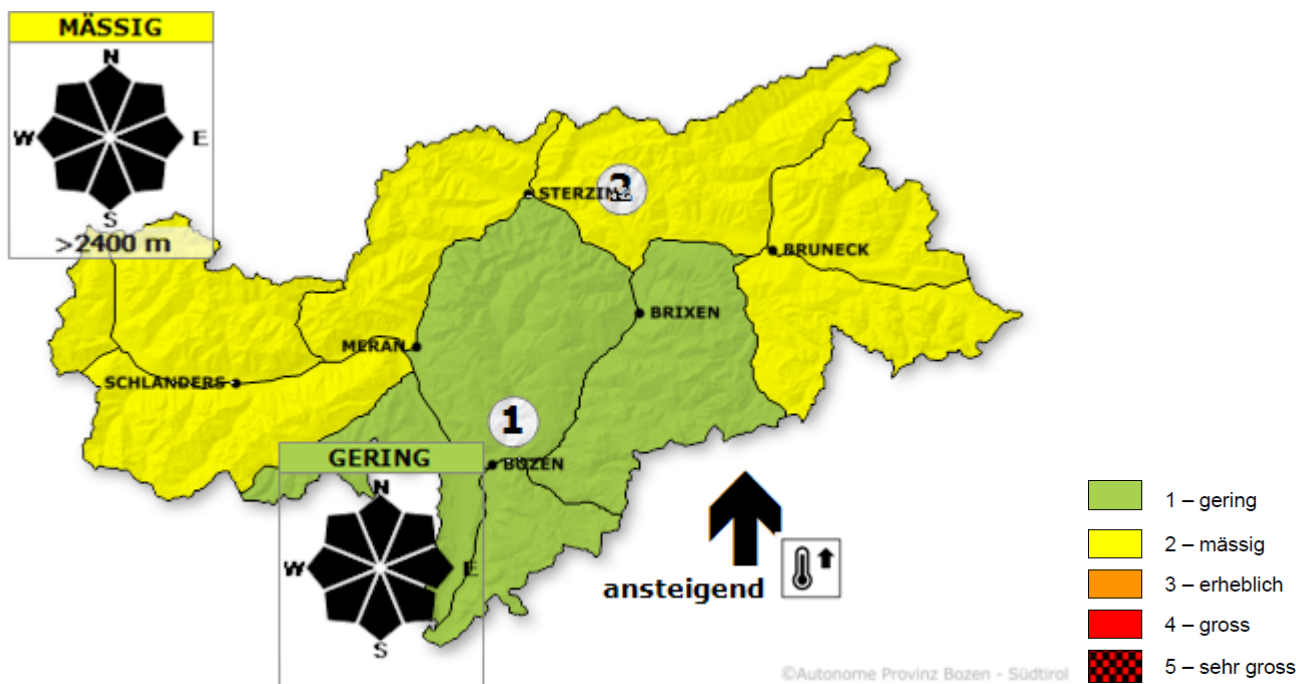 MÄSSIG
N
W E
S
>2400 m
STERZING
2
BRUNECK
BRIXEN
MERAN
SCHLANDERS
1
BOZEN
GERING
N
W E
S
ansteigend
1 – gering
2 – mässig
3 – erheblich
4 – gross
5 – sehr gross
©Autonome Provinz Bozen - Südtirol